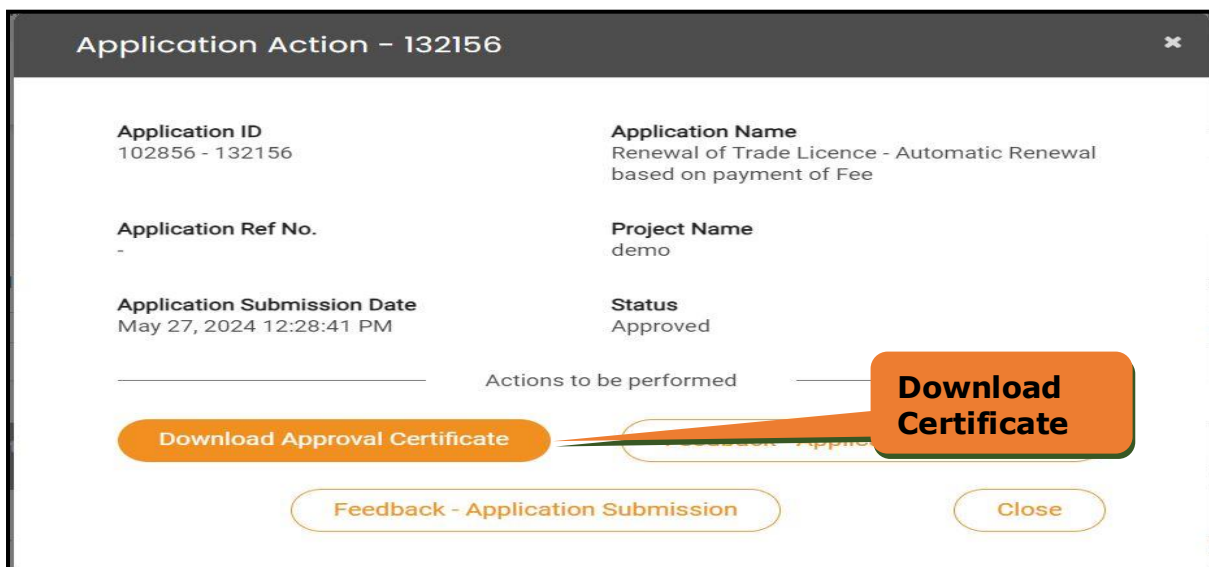 Application Action - 132156
Application ID
102856 - 132156
Application Name
Renewal of Trade Licence - Automatic Renewal
based on payment of Fee
Application Ref No.
-
Project Name
demo
Application Submission Date
May 27, 2024 12:28:41 PM
Status
Approved
Actions to be performed
Download
Certificate
Download Approval Certificate
Feedback - Application Submission
Close